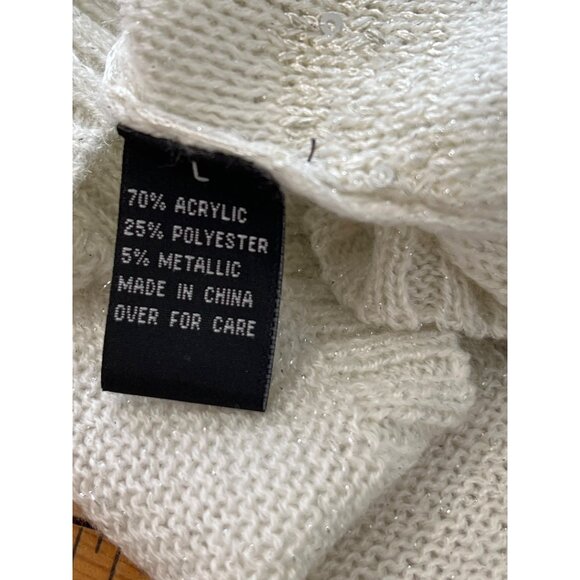 L
70% ACRYLIC
25% POLYESTER
5% METALLIC
MADE IN CHINA
OVER FOR CARE